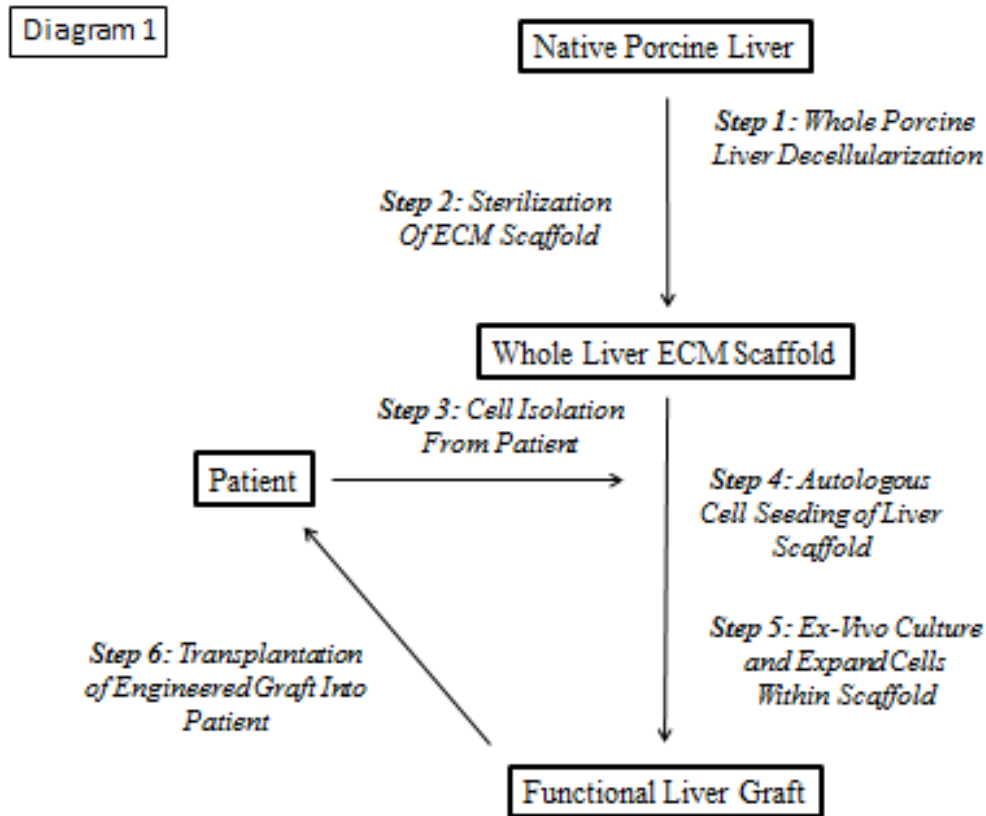 Diagram 1
Native Porcine Liver
Step 1: Whole Porcine
Liver Decellularization
Step 2: Sterilization
Of ECM Scaffold
Whole Liver ECM Scaffold
Step 3: Cell Isolation
From Patient
Patient
Step 4: Autologous
Cell Seeding of Liver
Scaffold
Step 5: Ex-Vivo Culture
and Expand Cells
Within Scaffold
Step 6: Transplantation
of Engineered Graft Into
Patient
Functional Liver Graft